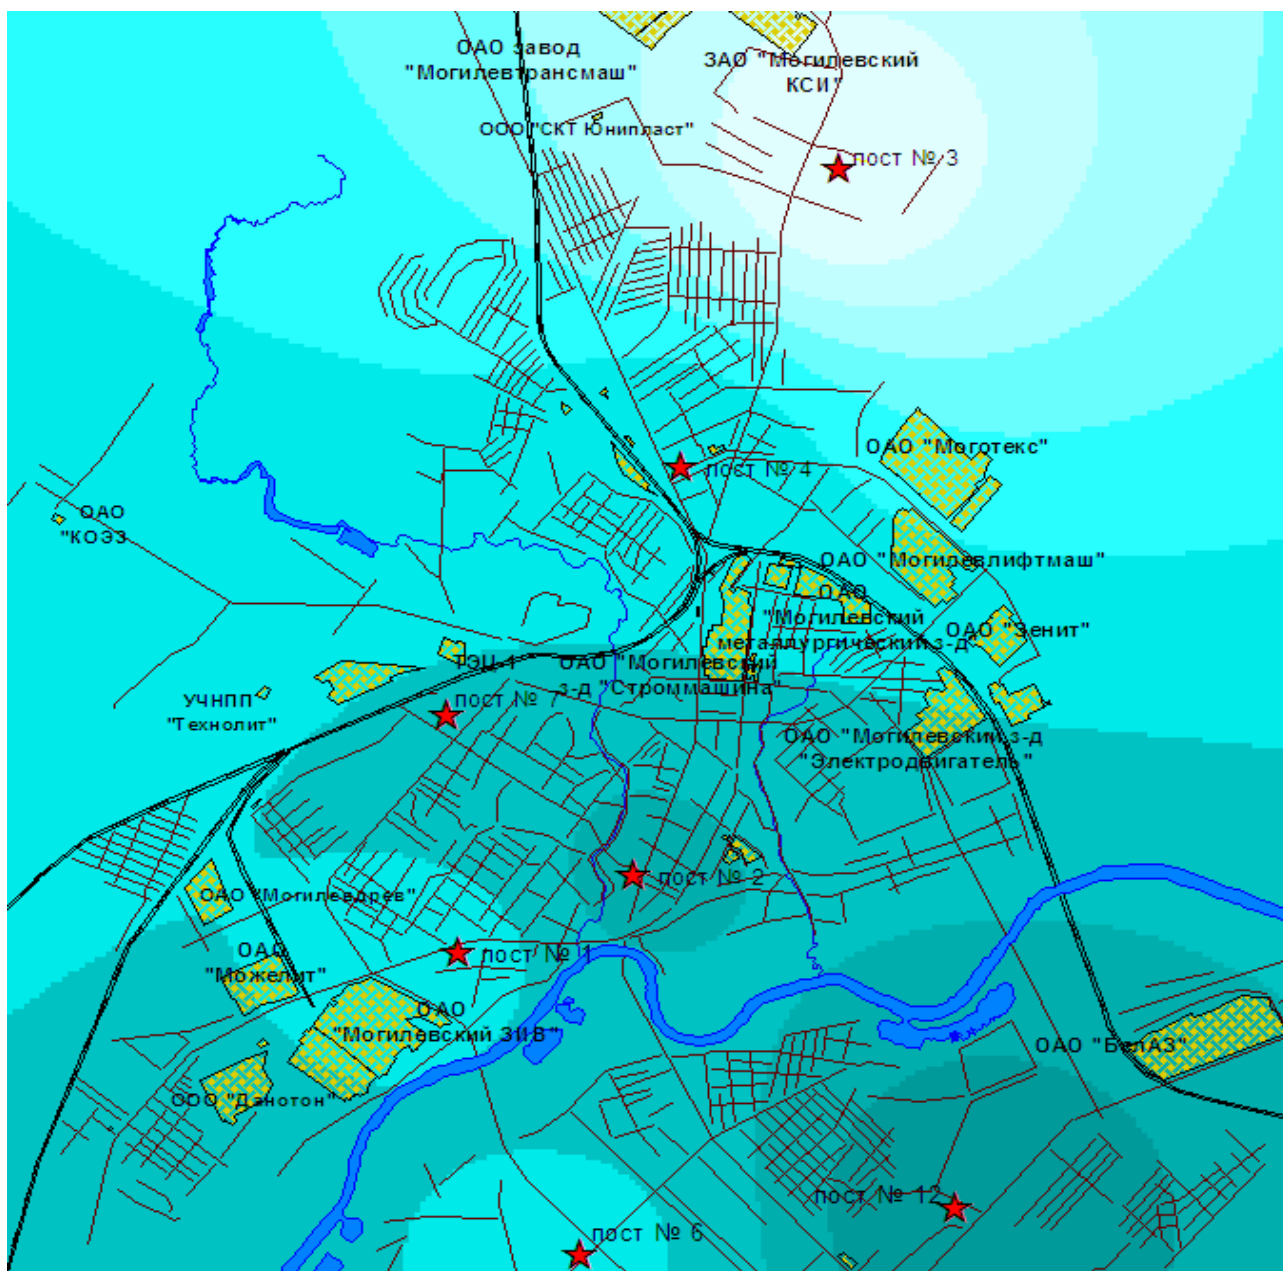 ОАО завод
"Могилевтрансмаш"
ЗАО "Могилевский
КСИ"
ООО "СКТ Юнипласт"
пост № 3
ОАО "Моготекс"
пост № 4
ОАО
"КОЭЗ
ОАО "Могилевлифтмаш"
ОАО
"Могилевский
металлургический з-д
ОАО "Зенит"
ТЭЦ-1
ОАО "Могилевский
з-д "Строммашина"
УЧНПП
"Технолит"
пост № 7
ОАО "Могилевский з-д
"Электродвигатель"
пост № 2
ОАО "Могилевдрев"
ОАО
"Можелит"
пост № 1
ОАО
"Могилевский ЗИВ"
ОАО "БелАЗ"
ООО "Данотон"
пост № 12
пост № 6